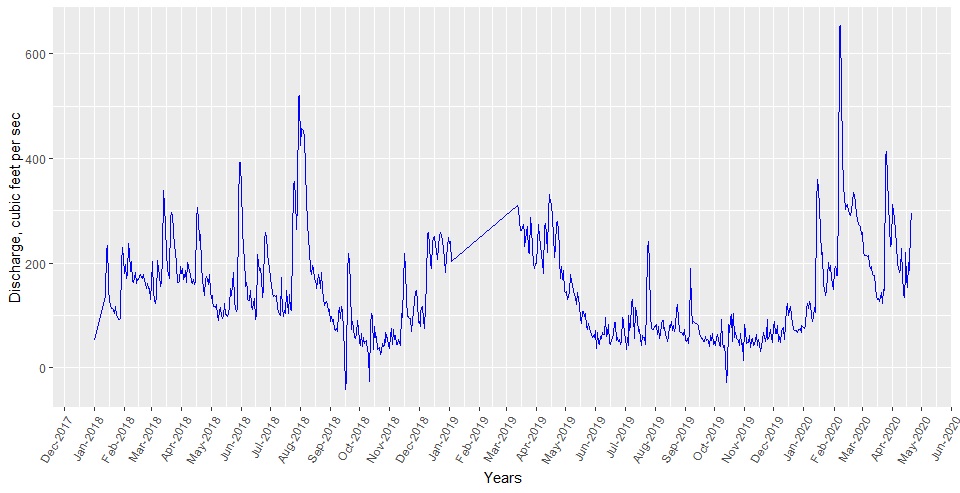 Discharge, cubic feet per sec
600
400
200
0
Dec-2017
Jan-2018
Feb-2018
Mar-2018
Apr-2018
May-2018
Jun-2018
Jul-2018
Aug-2018
Sep-2018
Oct-2018
Nov-2018
Dec-2018
Jan-2019
Feb-2019
Mar-2019
Apr-2019
May-2019
Jun-2019
Jul-2019
Aug-2019
Sep-2019
Oct-2019
Nov-2019
Dec-2019
Jan-2020
Feb-2020
Mar-2020
Apr-2020
May-2020
Jun-2020
Years